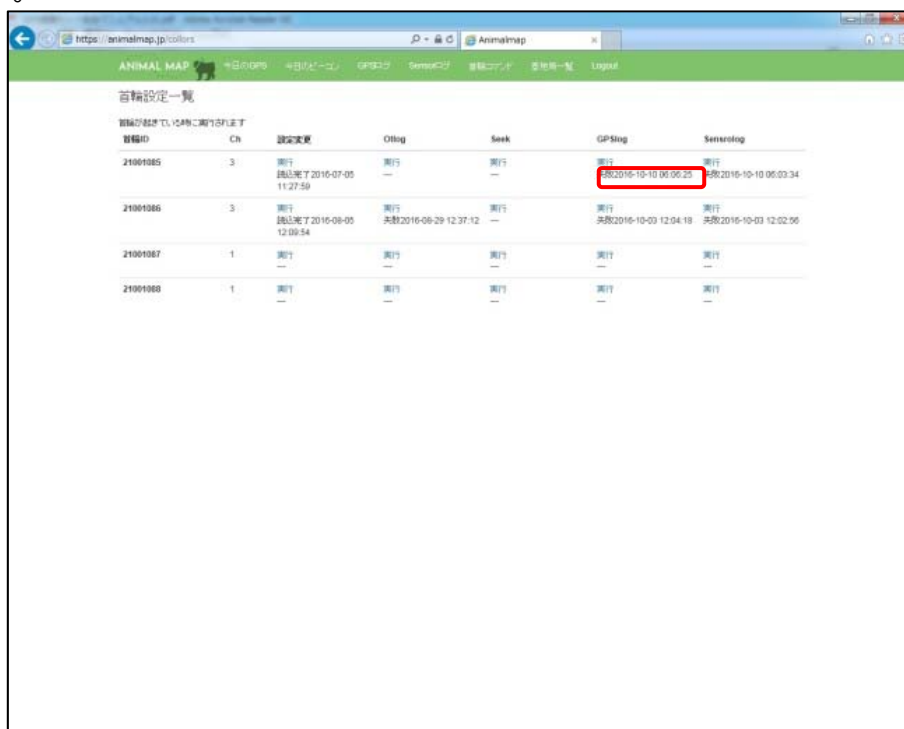 https://animalmap.jp/collars
Animalmap
ANIMAL MAP 今日のGPS 今日のビーコン GPSログ Sensorログ 首輪コマンド 基地局一覧 Logout
首輪設定一覧
首輪が起きている時に実行されます
首輪ID Ch 設定変更 Ollog Seek GPSlog Sensrolog
21001085 3 実行 実行 実行 実行 実行
読込完了2016-07-05 --- --- 失敗2016-10-10 06:06:25 失敗2016-10-10 06:03:34
11:27:59
21001086 3 実行 実行 実行 実行 実行
読込完了2016-08-05 失敗2016-08-29 12:37:12 --- 失敗2016-10-03 12:04:19 失敗2016-10-03 12:02:56
12:09:54
21001087 1 実行 実行 実行 実行 実行
--- --- --- --- ---
21001088 1 実行 実行 実行 実行 実行
--- --- --- --- ---